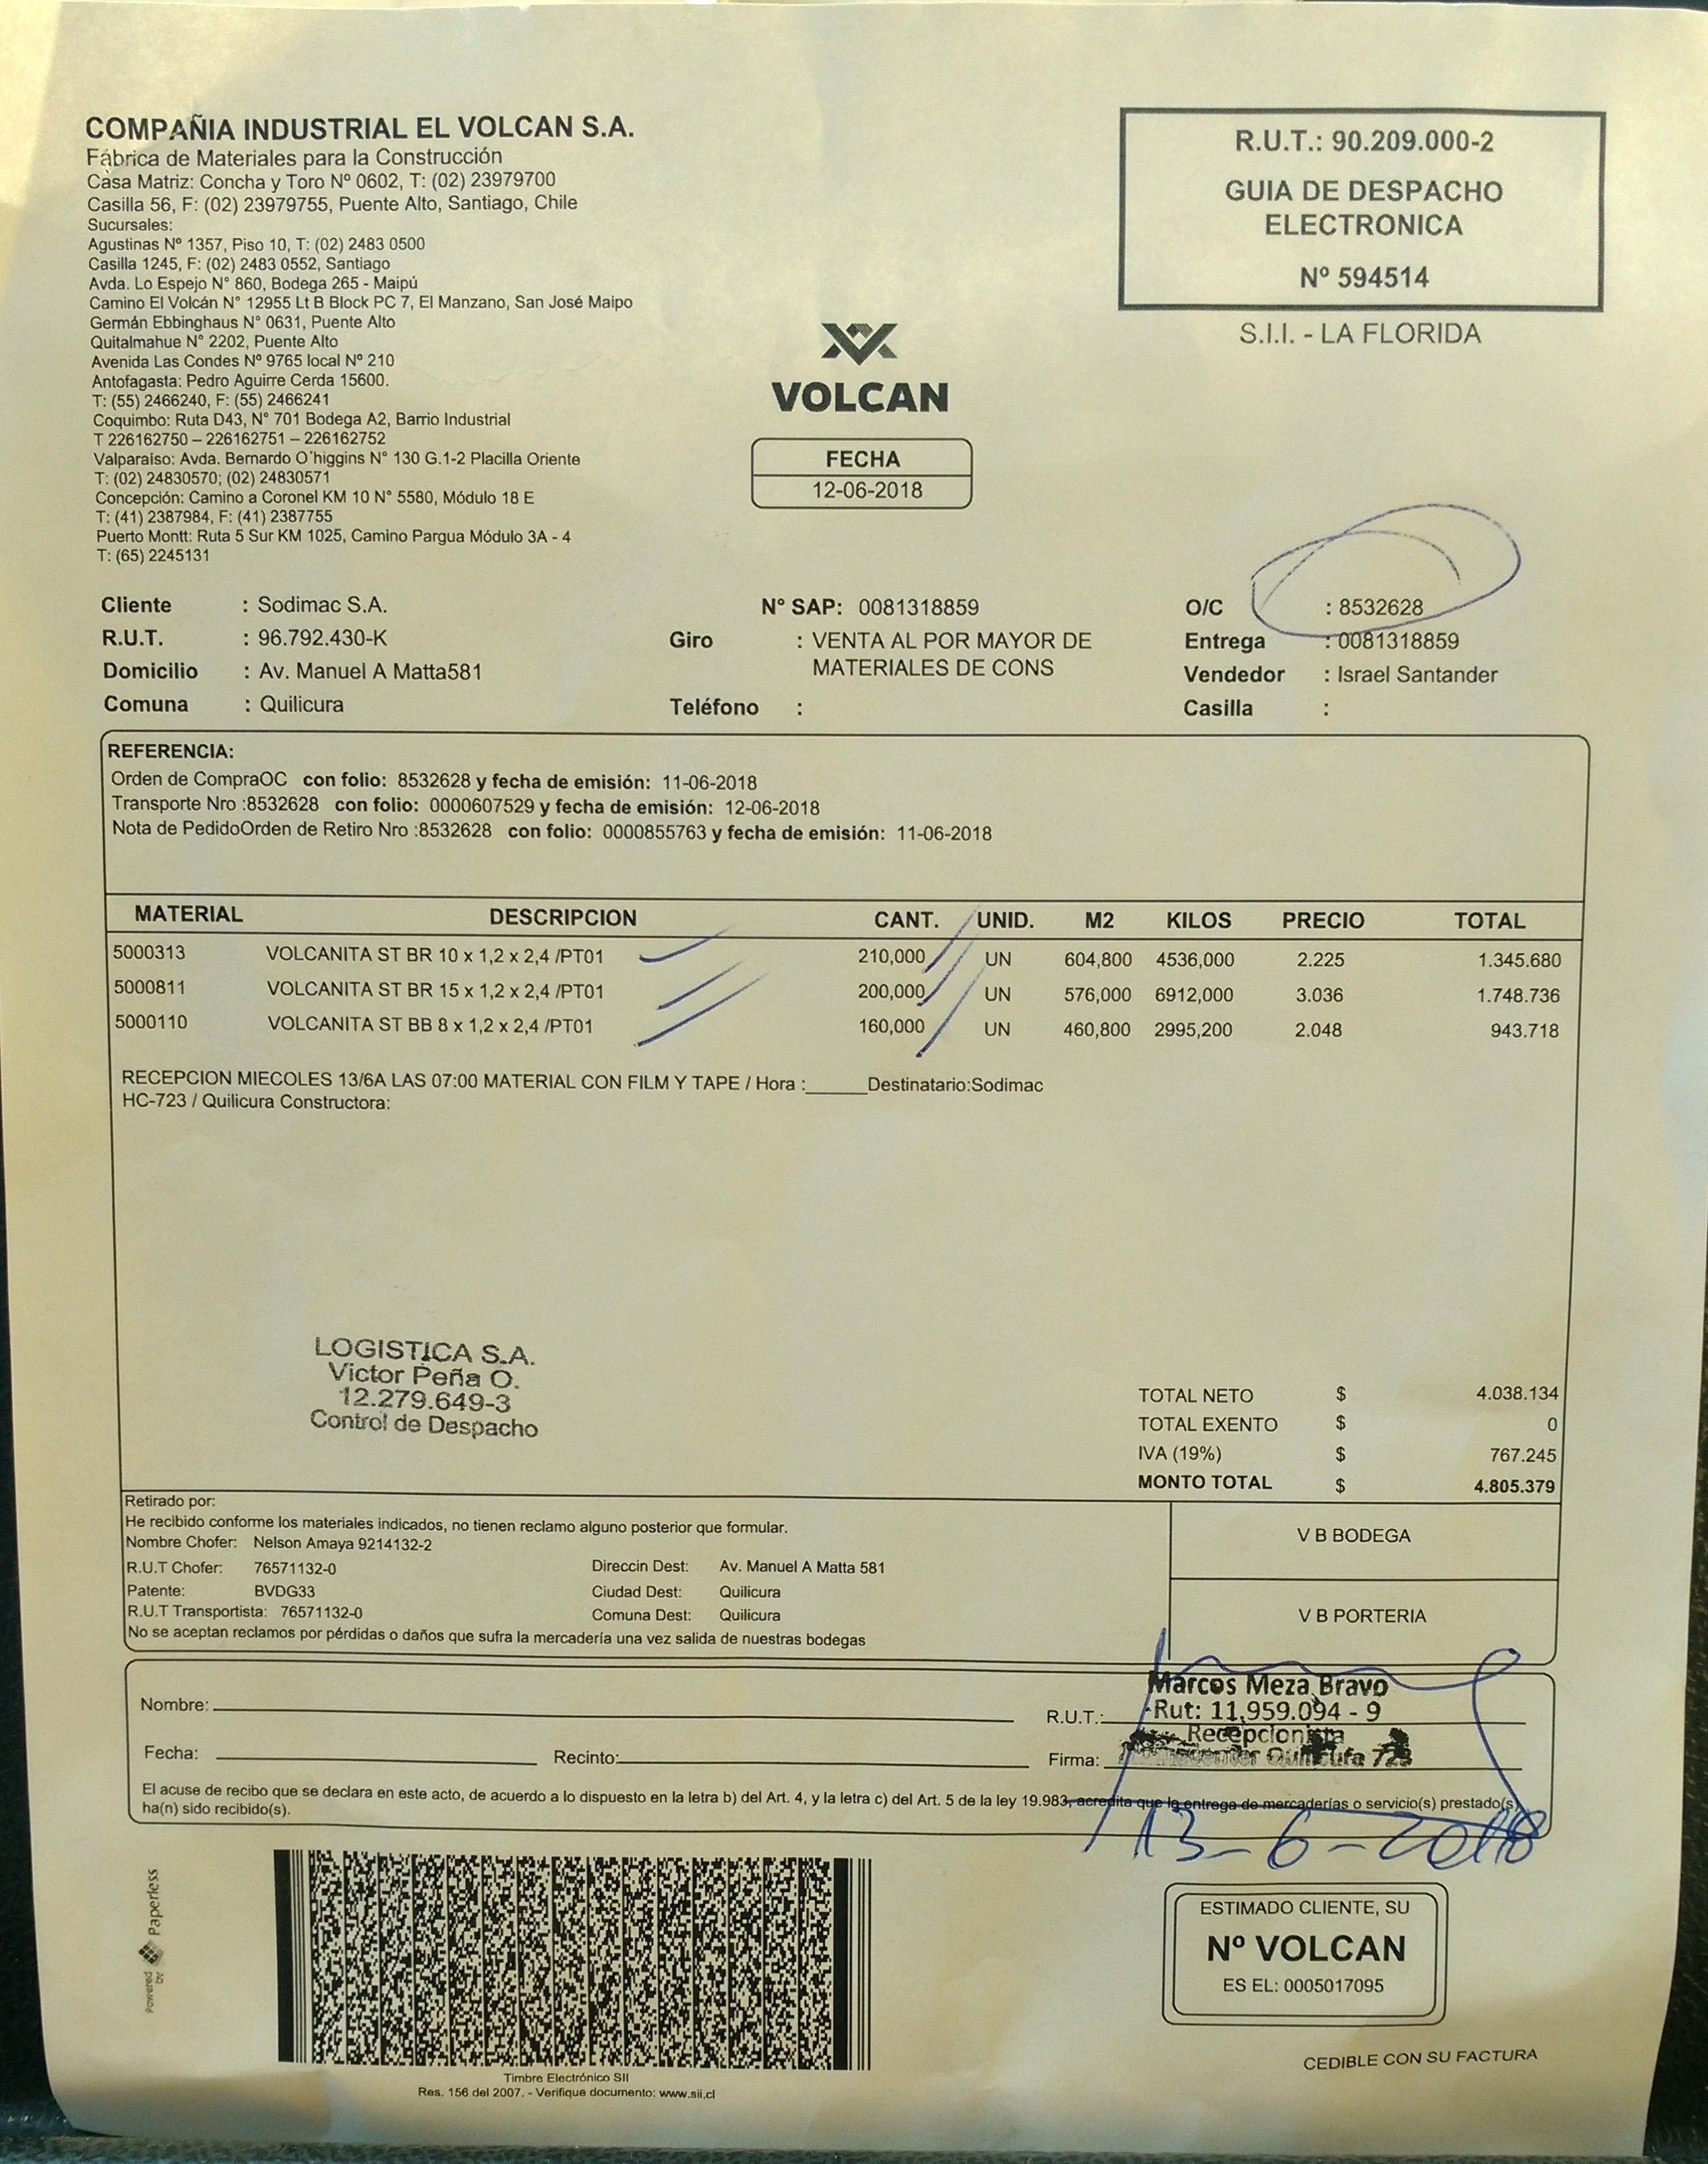 COMPAÑIA INDUSTRIAL EL VOLCAN S.A.
Fábrica de Materiales para la Construcción
Casa Matriz: Concha y Toro Nº 0602, T: (02) 23979700
Casilla 56, F: (02) 23979755, Puente Alto, Santiago, Chile
Sucursales:
Agustinas Nº 1357, Piso 10, T: (02) 2483 0500
Casilla 1245, F: (02) 2483 0552, Santiago
Avda. Lo Espejo N° 860, Bodega 265 - Maipú
Camino El Volcán N° 12955 Lt B Block PC 7, El Manzano, San José Maipo
Germán Ebbinghaus N° 0631, Puente Alto
Quitalmahue N° 2202, Puente Alto
Avenida Las Condes Nº 9765 local Nº 210
Antofagasta: Pedro Aguirre Cerda 15600.
T: (55) 2466240, F: (55) 2466241
Coquimbo: Ruta D43, N° 701 Bodega A2, Barrio Industrial
T 226162750 – 226162751 – 226162752
Valparaíso: Avda. Bernardo O´higgins N° 130 G.1-2 Placilla Oriente
T: (02) 24830570; (02) 24830571
Concepción: Camino a Coronel KM 10 N° 5580, Módulo 18 E
T: (41) 2387984, F: (41) 2387755
Puerto Montt: Ruta 5 Sur KM 1025, Camino Pargua Módulo 3A - 4
T: (65) 2245131
R.U.T.: 90.209.000-2
GUIA DE DESPACHO
ELECTRONICA
Nº 594514
S.I.I. - LA FLORIDA
VOLCAN
FECHA
12-06-2018
Cliente : Sodimac S.A. N° SAP: 0081318859 O/C : 8532628
R.U.T. : 96.792.430-K Giro : VENTA AL POR MAYOR DE Entrega : 0081318859
MATERIALES DE CONS
Domicilio : Av. Manuel A Matta581 Vendedor : Israel Santander
Comuna : Quilicura Teléfono : Casilla :
REFERENCIA:
Orden de CompraOC con folio: 8532628 y fecha de emisión: 11-06-2018
Transporte Nro :8532628 con folio: 0000607529 y fecha de emisión: 12-06-2018
Nota de PedidoOrden de Retiro Nro :8532628 con folio: 0000855763 y fecha de emisión: 11-06-2018
MATERIAL DESCRIPCION CANT. UNID. M2 KILOS PRECIO TOTAL
5000313 VOLCANITA ST BR 10 x 1,2 x 2,4 /PT01 210,000 UN 604,800 4536,000 2.225 1.345.680
5000811 VOLCANITA ST BR 15 x 1,2 x 2,4 /PT01 200,000 UN 576,000 6912,000 3.036 1.748.736
5000110 VOLCANITA ST BB 8 x 1,2 x 2,4 /PT01 160,000 UN 460,800 2995,200 2.048 943.718
RECEPCION MIECOLES 13/6A LAS 07:00 MATERIAL CON FILM Y TAPE / Hora :______Destinatario:Sodimac
HC-723 / Quilicura Constructora:
LOGISTICA S.A.
Victor Peña O.
12.279.649-3
Control de Despacho
TOTAL NETO $ 4.038.134
TOTAL EXENTO $ 0
IVA (19%) $ 767.245
MONTO TOTAL $ 4.805.379
Retirado por:
He recibido conforme los materiales indicados, no tienen reclamo alguno posterior que formular.
Nombre Chofer: Nelson Amaya 9214132-2
R.U.T Chofer: 76571132-0 Direccin Dest: Av. Manuel A Matta 581
Patente: BVDG33 Ciudad Dest: Quilicura
R.U.T Transportista: 76571132-0 Comuna Dest: Quilicura
No se aceptan reclamos por pérdidas o daños que sufra la mercadería una vez salida de nuestras bodegas
V B BODEGA
V B PORTERIA
Nombre: R.U.T.:
Marcos Meza Bravo
Rut: 11.959.094 - 9
Recepcionista
Quilicura 723
Fecha: Recinto: Firma:
El acuse de recibo que se declara en este acto, de acuerdo a lo dispuesto en la letra b) del Art. 4, y la letra c) del Art. 5 de la ley 19.983, acredita que la entrega de mercaderías o servicio(s) prestado(s)
ha(n) sido recibido(s).
13-6-2018
Powered by Paperless
Timbre Electrónico SII
Res. 156 del 2007. - Verifique documento: www.sii.cl
ESTIMADO CLIENTE, SU
Nº VOLCAN
ES EL: 0005017095
CEDIBLE CON SU FACTURA